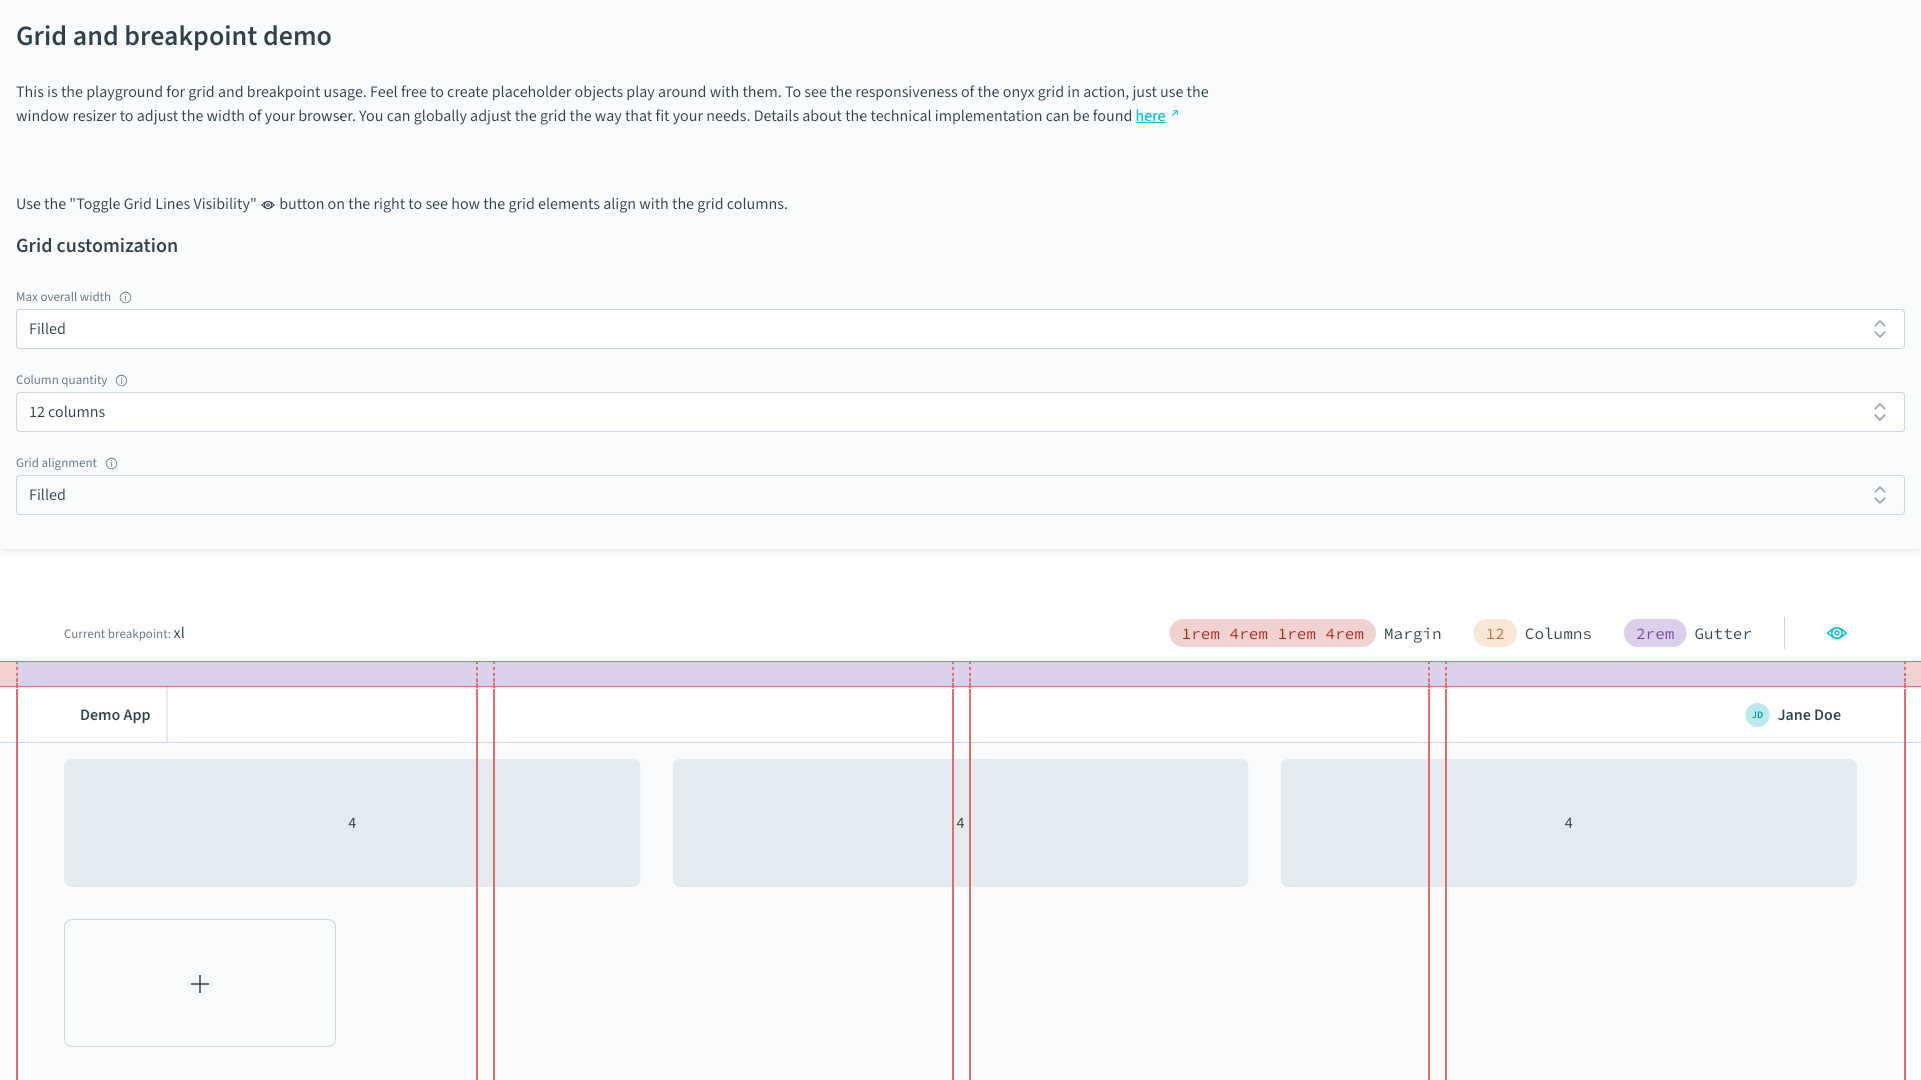 Grid and breakpoint demo
This is the playground for grid and breakpoint usage. Feel free to create placeholder objects play around with them. To see the responsiveness of the onyx grid in action, just use the
window resizer to adjust the width of your browser. You can globally adjust the grid the way that fit your needs. Details about the technical implementation can be found here
Use the "Toggle Grid Lines Visibility" button on the right to see how the grid elements align with the grid columns.
Grid customization
Max overall width
Filled
Column quantity
12 columns
Grid alignment
Filled
Current breakpoint: xl
1rem 4rem 1rem 4rem Margin 12 Columns 2rem Gutter
Demo App
JD Jane Doe
4
4
4